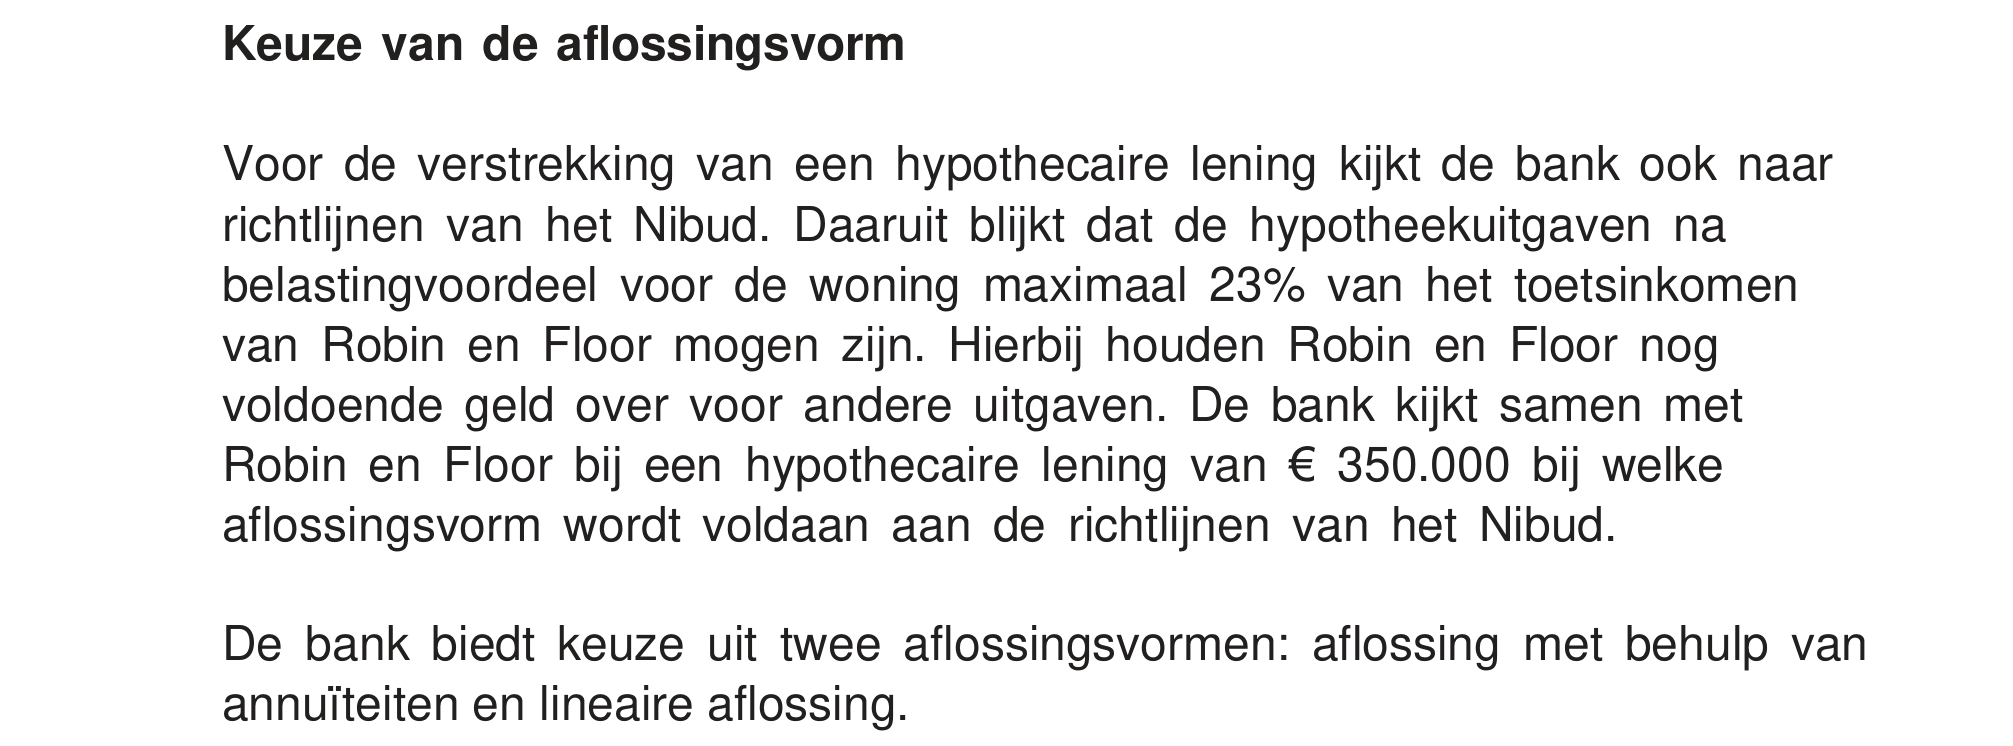 Keuze van de aflossingsvorm
Voor de verstrekking van een hypothecaire lening kijkt de bank ook naar
richtlijnen van het Nibud. Daaruit blijkt dat de hypotheekuitgaven na
belastingvoordeel voor de woning maximaal 23% van het toetsinkomen
van Robin en Floor mogen zijn. Hierbij houden Robin en Floor nog
voldoende geld over voor andere uitgaven. De bank kijkt samen met
Robin en Floor bij een hypothecaire lening van € 350.000 bij welke
aflossingsvorm wordt voldaan aan de richtlijnen van het Nibud.
De bank biedt keuze uit twee aflossingsvormen: aflossing met behulp van
annuïteiten en lineaire aflossing.